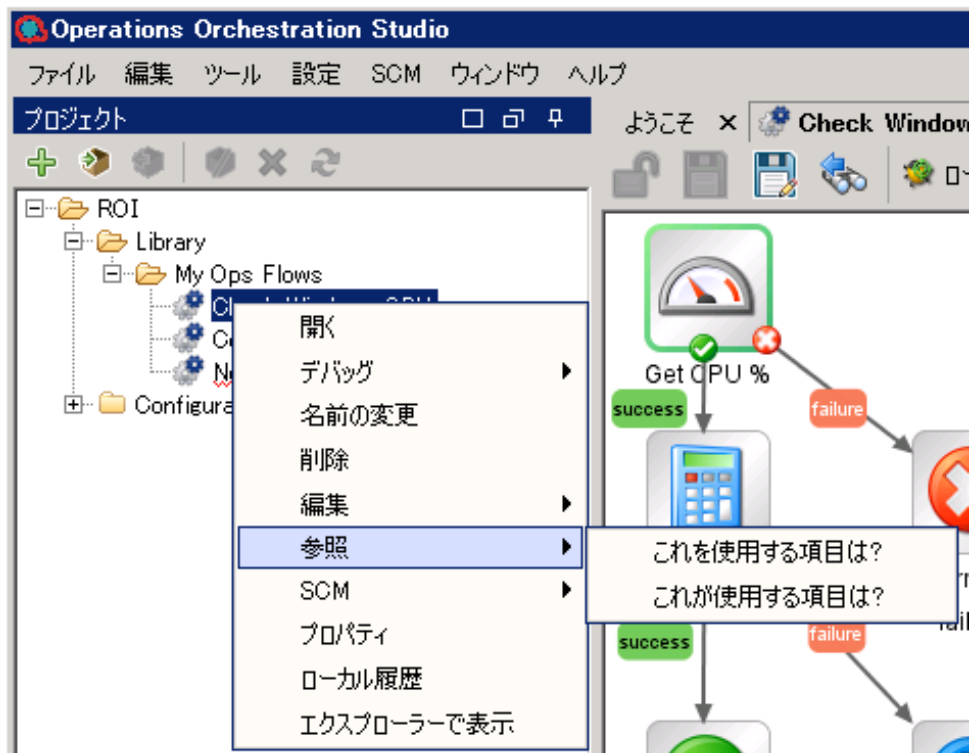 Operations Orchestration Studio
ファイル 編集 ツール 設定 SCM ウィンドウ ヘルプ
プロジェクト
ようこそ × Check Window
ROI
Library
My Ops Flows
Configura
開く
デバッグ
名前の変更
削除
編集
参照
SCM
プロパティ
ローカル履歴
エクスプローラーで表示
これを使用する項目は?
これが使用する項目は?
Get CPU %
success
failure
success
failure